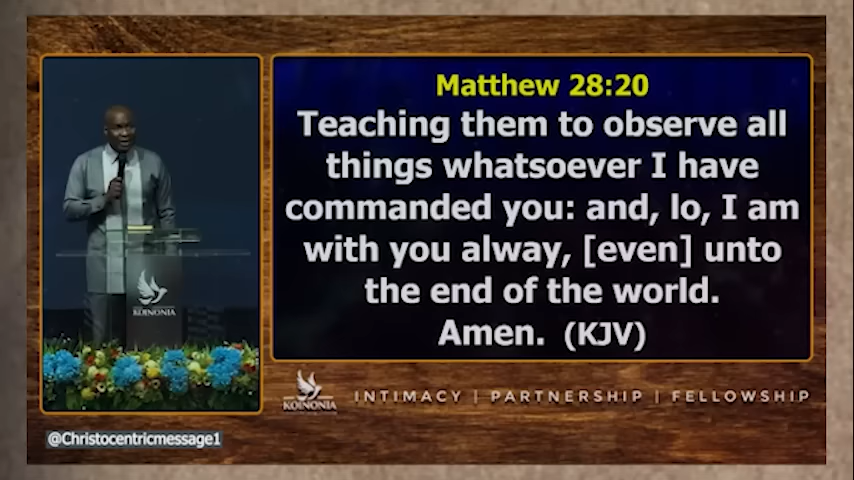 Matthew 28:20
Teaching them to observe all
things whatsoever I have
commanded you: and, lo, I am
with you alway, [even] unto
the end of the world.
Amen. (KJV)
KOINONIA
KOINONIA
INTIMACY | PARTNERSHIP | FELLOWSHIP
@Christocentricmessage1